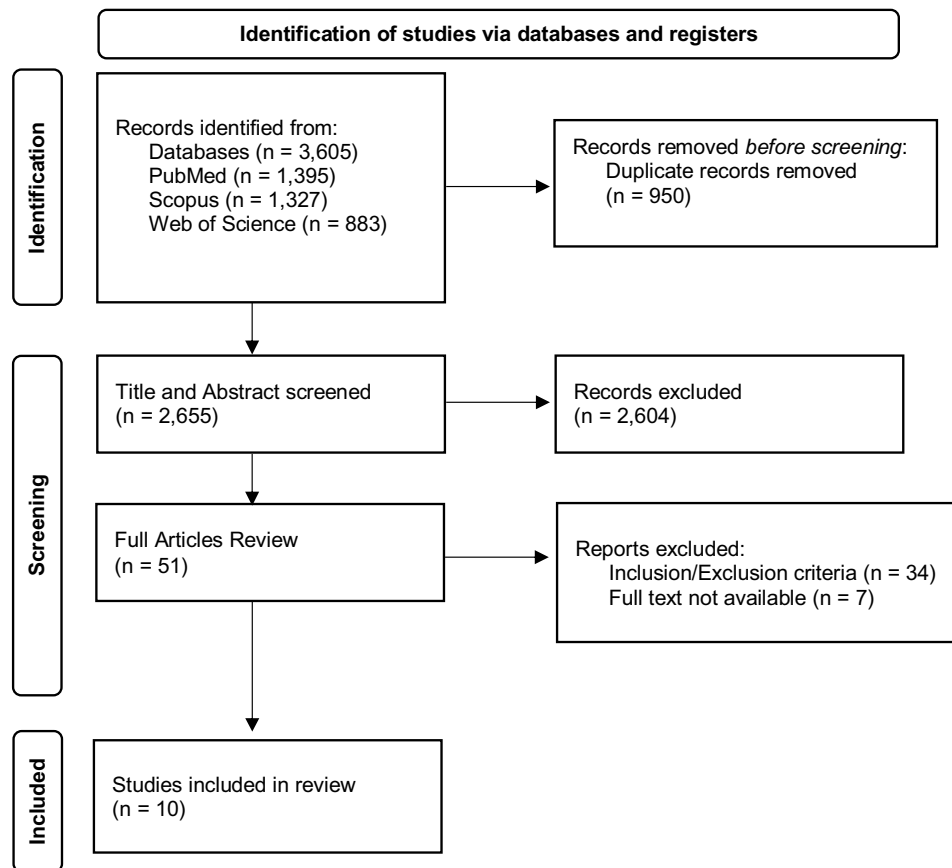 Identification of studies via databases and registers
Identification
Records identified from:
Databases (n = 3,605)
PubMed (n = 1,395)
Scopus (n = 1,327)
Web of Science (n = 883)
Records removed before screening:
Duplicate records removed
(n = 950)
Screening
Title and Abstract screened
(n = 2,655)
Records excluded
(n = 2,604)
Full Articles Review
(n = 51)
Reports excluded:
Inclusion/Exclusion criteria (n = 34)
Full text not available (n = 7)
Included
Studies included in review
(n = 10)